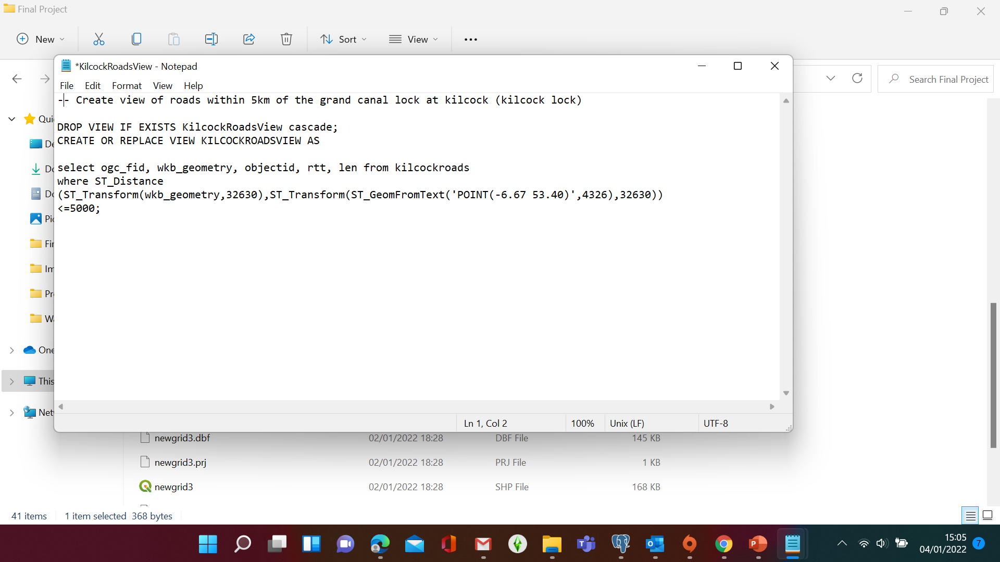 Final Project
New
Sort
View
*KilcockRoadsView - Notepad
File Edit Format View Help
Search Final Project
-- Create view of roads within 5km of the grand canal lock at kilcock (kilcock lock)
DROP VIEW IF EXISTS KilcockRoadsView cascade;
CREATE OR REPLACE VIEW KILCOCKROADSVIEW AS
select ogc_fid, wkb_geometry, objectid, rtt, len from kilcockroads
where ST_Distance
(ST_Transform(wkb_geometry,32630),ST_Transform(ST_GeomFromText('POINT(-6.67 53.40)',4326),32630))
<=5000;
Qui
De
Do
Do
Pic
Fin
Im
Pr
Wa
One
This
Net
Ln 1, Col 2 100% Unix (LF) UTF-8
newgrid3.dbf 02/01/2022 18:28 DBF File 145 KB
newgrid3.prj 02/01/2022 18:28 PRJ File 1 KB
newgrid3 02/01/2022 18:28 SHP File 168 KB
41 items 1 item selected 368 bytes
15:05
04/01/2022
7